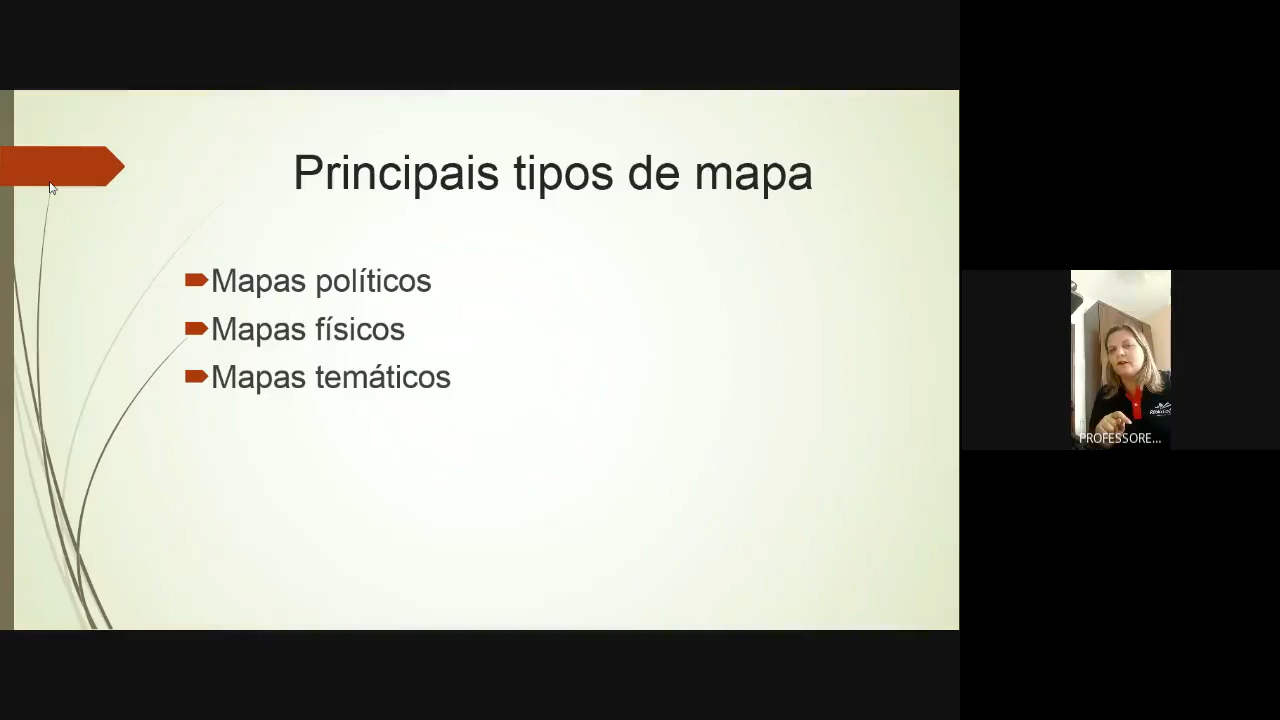 Principais tipos de mapa
Mapas políticos
Mapas físicos
Mapas temáticos
PROFESSORE...